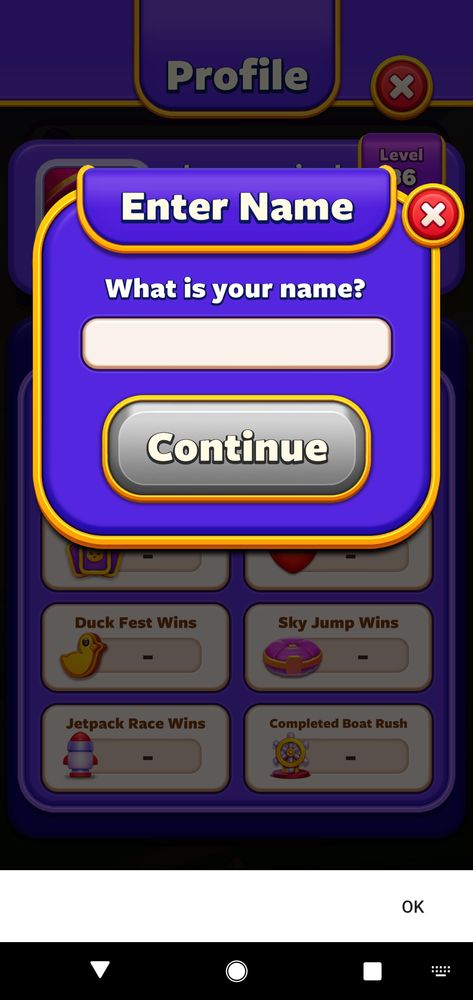 Profile
Level
36
Enter Name
What is your name?
Continue
Duck Fest Wins
-
Sky Jump Wins
-
Jetpack Race Wins
-
Completed Boat Rush
-
OK